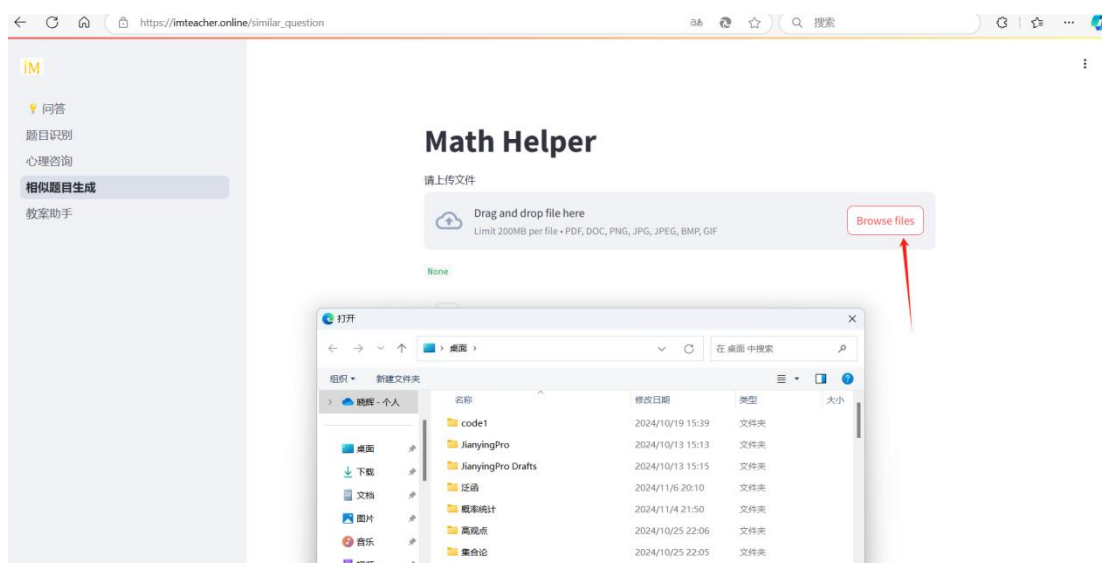 https://imteacher.online/similar_question
搜索
iM
问答
题目识别
心理咨询
相似题目生成
教案助手
Math Helper
请上传文件
Drag and drop file here
Limit 200MB per file • PDF, DOC, PNG, JPG, JPEG, BMP, GIF
Browse files
None
打开
桌面
在 桌面 中搜索
组织
新建文件夹
晓辉 - 个人
桌面
下载
文档
图片
音乐
名称 修改日期 类型 大小
code1 2024/10/19 15:39 文件夹
JianyingPro 2024/10/13 15:13 文件夹
JianyingPro Drafts 2024/10/13 15:15 文件夹
泛函 2024/11/6 20:10 文件夹
概率统计 2024/11/4 21:50 文件夹
高观点 2024/10/25 22:06 文件夹
集合论 2024/10/25 22:05 文件夹